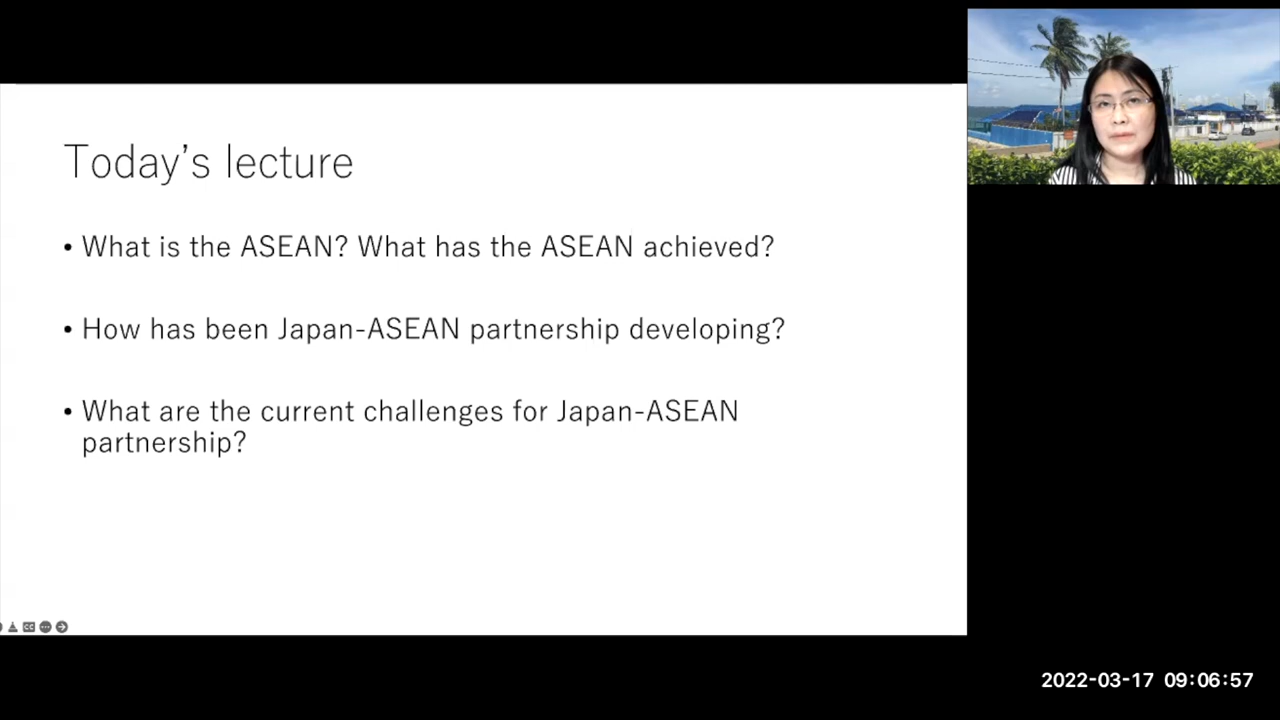 Today’s lecture
• What is the ASEAN? What has the ASEAN achieved?
• How has been Japan-ASEAN partnership developing?
• What are the current challenges for Japan-ASEAN
partnership?
CC
2022-03-17 09:06:57